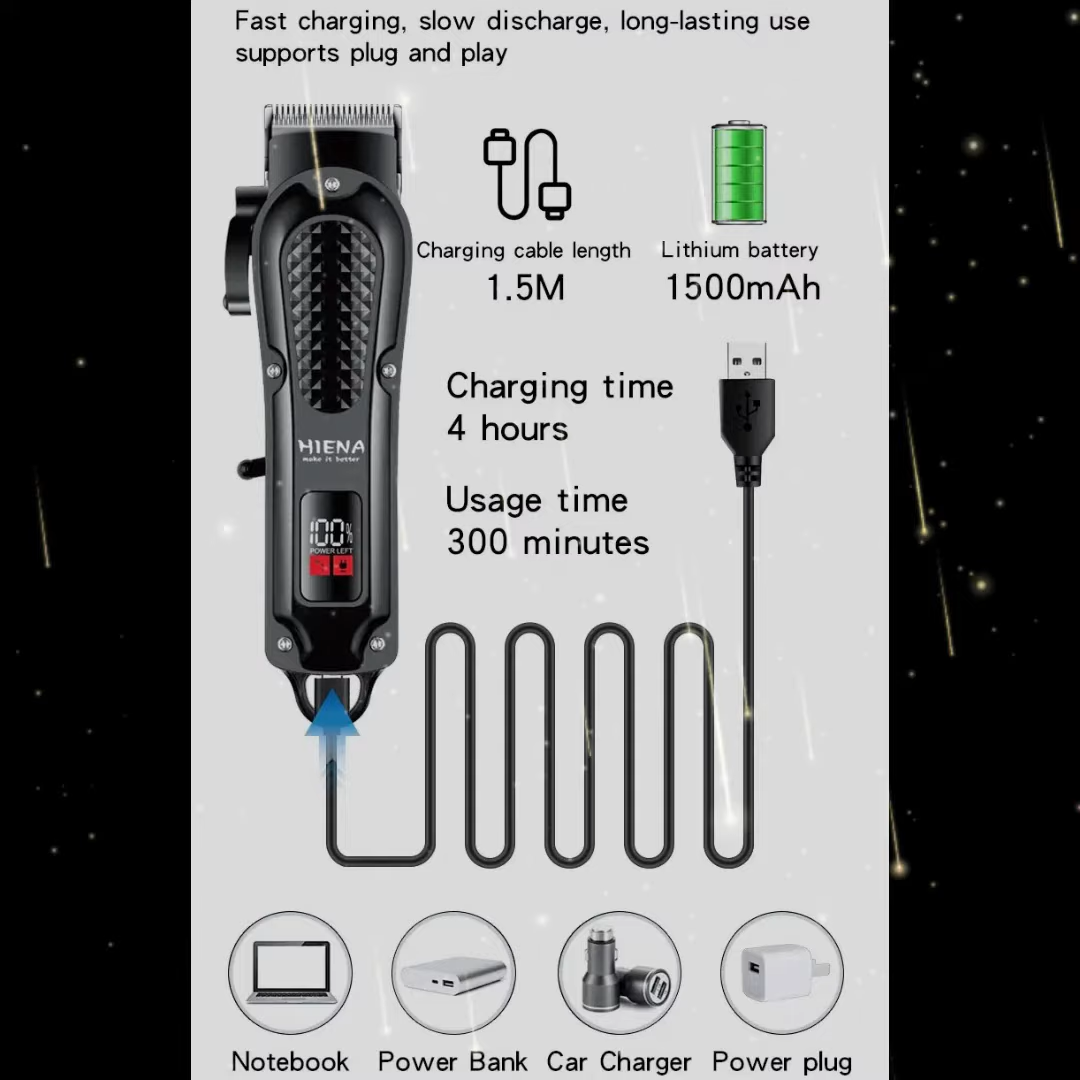 Fast charging, slow discharge, long-lasting use
supports plug and play
Charging cable length
1.5M
Lithium battery
1500mAh
Charging time
4 hours
Usage time
300 minutes
HIENA
make it better
100%
POWER LEFT
Notebook
Power Bank
Car Charger
Power plug